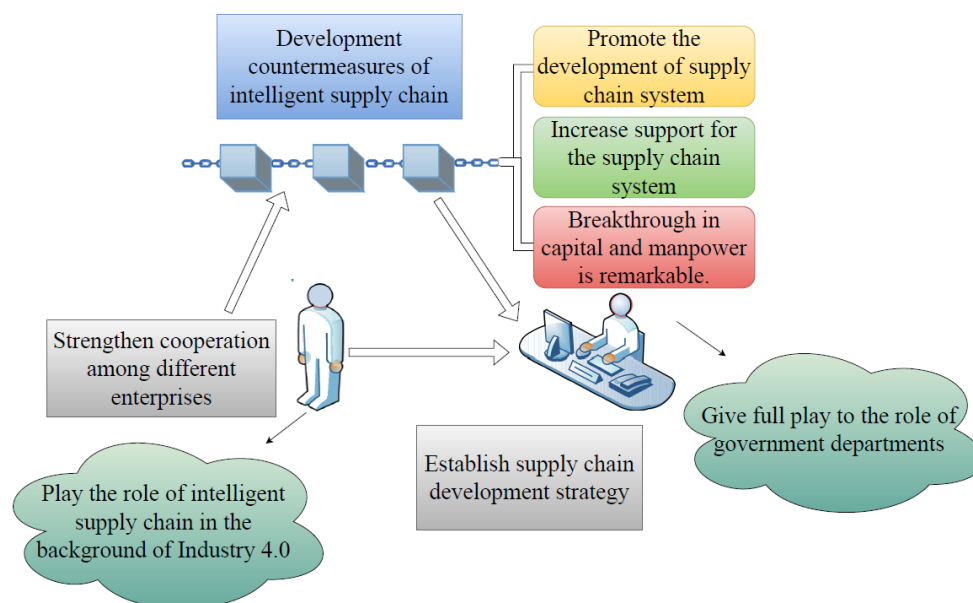 Development
countermeasures of
intelligent supply chain
Promote the
development of supply
chain system
Increase support for
the supply chain
system
Breakthrough in
capital and manpower
is remarkable.
Strengthen cooperation
among different
enterprises
Give full play to the role of
government departments
Establish supply chain
development strategy
Play the role of intelligent
supply chain in the
background of Industry 4.0